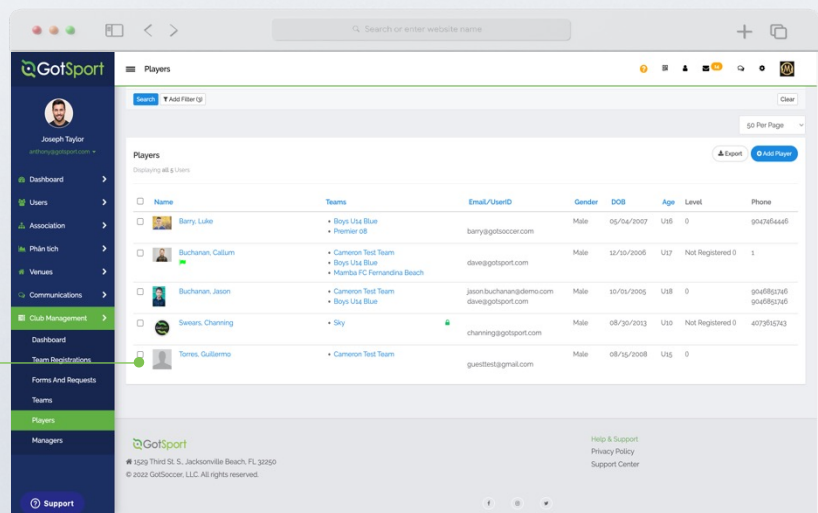 Search or enter website name
GotSport
Players
14
Joseph Taylor
anthony@gotsport.com
Dashboard
Users
Association
Phân tích
Venues
Communications
Club Management
Dashboard
Team Registrations
Forms And Requests
Teams
Players
Managers
Support
Search
Add Filter (3)
Clear
50 Per Page
Players
Displaying all 5 Users
Export
Add Player
Name Teams Email/UserID Gender DOB Age Level Phone
Barry, Luke • Boys U14 Blue Male 05/04/2007 U16 0 9047464446
• Premier 08 barry@gotsoccer.com
Buchanan, Callum • Cameron Test Team Male 12/10/2006 U17 Not Registered 0 1
• Boys U14 Blue dave@gotsport.com
• Mamba FC Fernandina Beach
Buchanan, Jason • Cameron Test Team jason.buchanan@demo.com Male 10/01/2005 U18 0 9046851746
• Boys U14 Blue dave@gotsport.com 9046851746
Swears, Channing • Sky Male 08/30/2013 U10 Not Registered 0 4073615743
channing@gotsport.com
Torres, Guillermo • Cameron Test Team Male 08/15/2008 U15 0
guesttest@gmail.com
GotSport
1529 Third St. S., Jacksonville Beach, FL 32250
© 2022 GotSoccer, LLC. All rights reserved.
Help & Support
Privacy Policy
Support Center